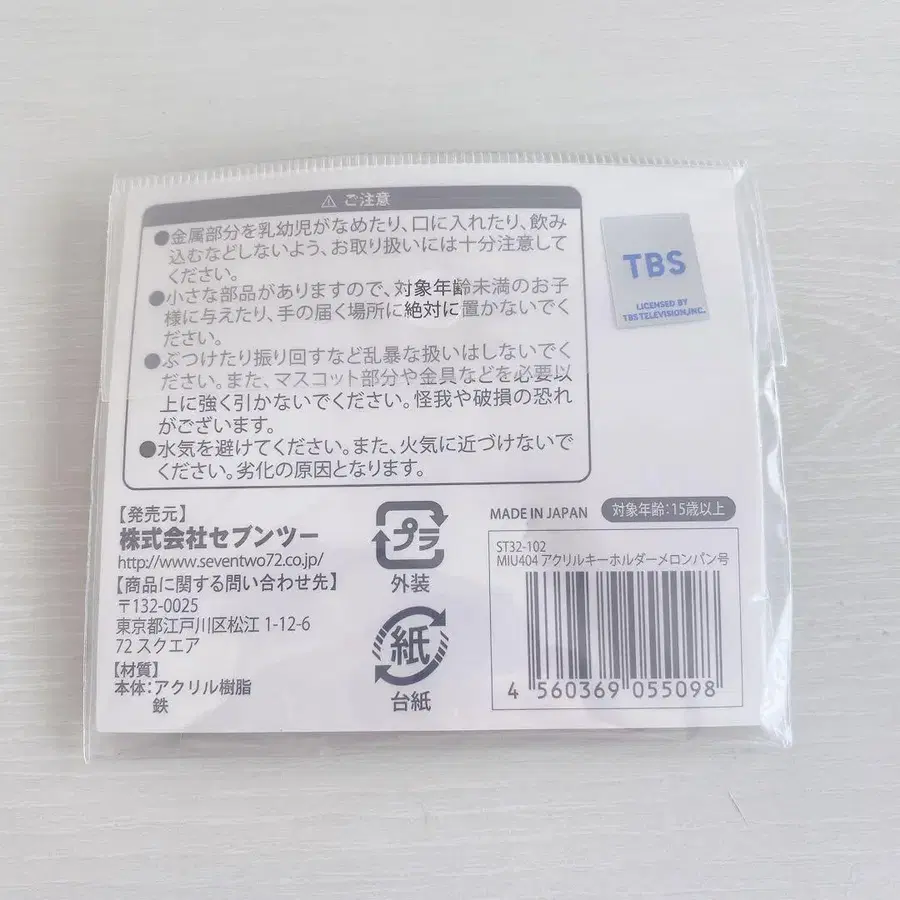 ⚠ ご注意
●金属部分を乳幼児がなめたり、口に入れたり、飲み
込むなどしないよう、お取り扱いには十分注意して
ください。
●小さな部品がありますので、対象年齢未満のお子
様に与えたり、手の届く場所に絶対に置かないでく
ださい。
●ぶつけたり振り回すなど乱暴な扱いはしないでく
ださい。また、マスコット部分や金具などを必要以
上に強く引かないでください。怪我や破損の恐れ
がございます。
●水気を避けてください。また、火気に近づけないで
ください。劣化の原因となります。
TBS
LICENSED BY
TBS TELEVISION,INC.
【発売元】
株式会社セブンツー
http://www.seventwo72.co.jp/
【商品に関する問い合わせ先】
〒132-0025
東京都江戸川区松江 1-12-6
72 スクエア
【材質】
本体：アクリル樹脂
鉄
プラ
外装
紙
台紙
MADE IN JAPAN
対象年齢：15歳以上
ST32-102
MIU404 アクリルキーホルダーメロンパン号
4 560369 055098